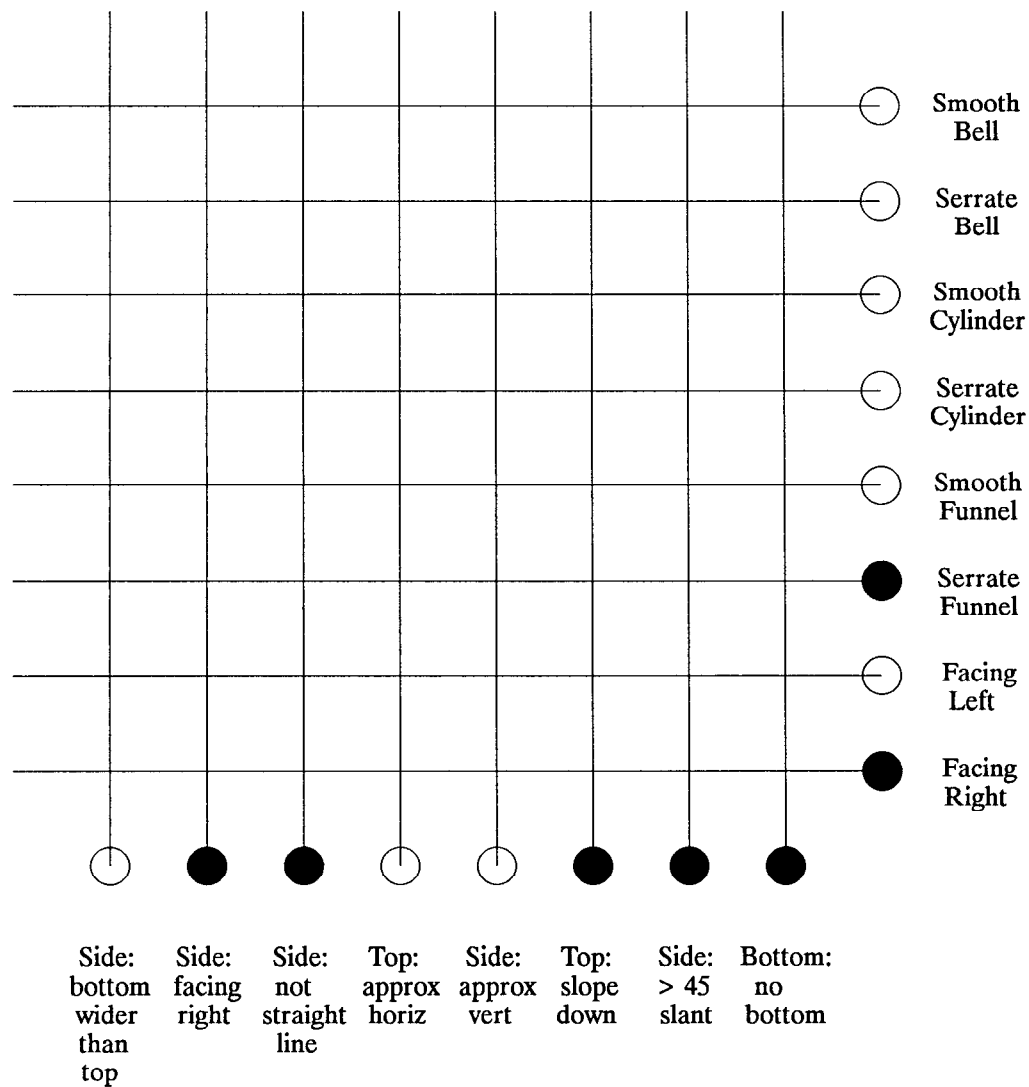 Smooth
Bell
Serrate
Bell
Smooth
Cylinder
Serrate
Cylinder
Smooth
Funnel
Serrate
Funnel
Facing
Left
Facing
Right
Side:
bottom
wider
than
top
Side:
facing
right
Side:
not
straight
line
Top:
approx
horiz
Side:
approx
vert
Top:
slope
down
Side:
> 45
slant
Bottom:
no
bottom